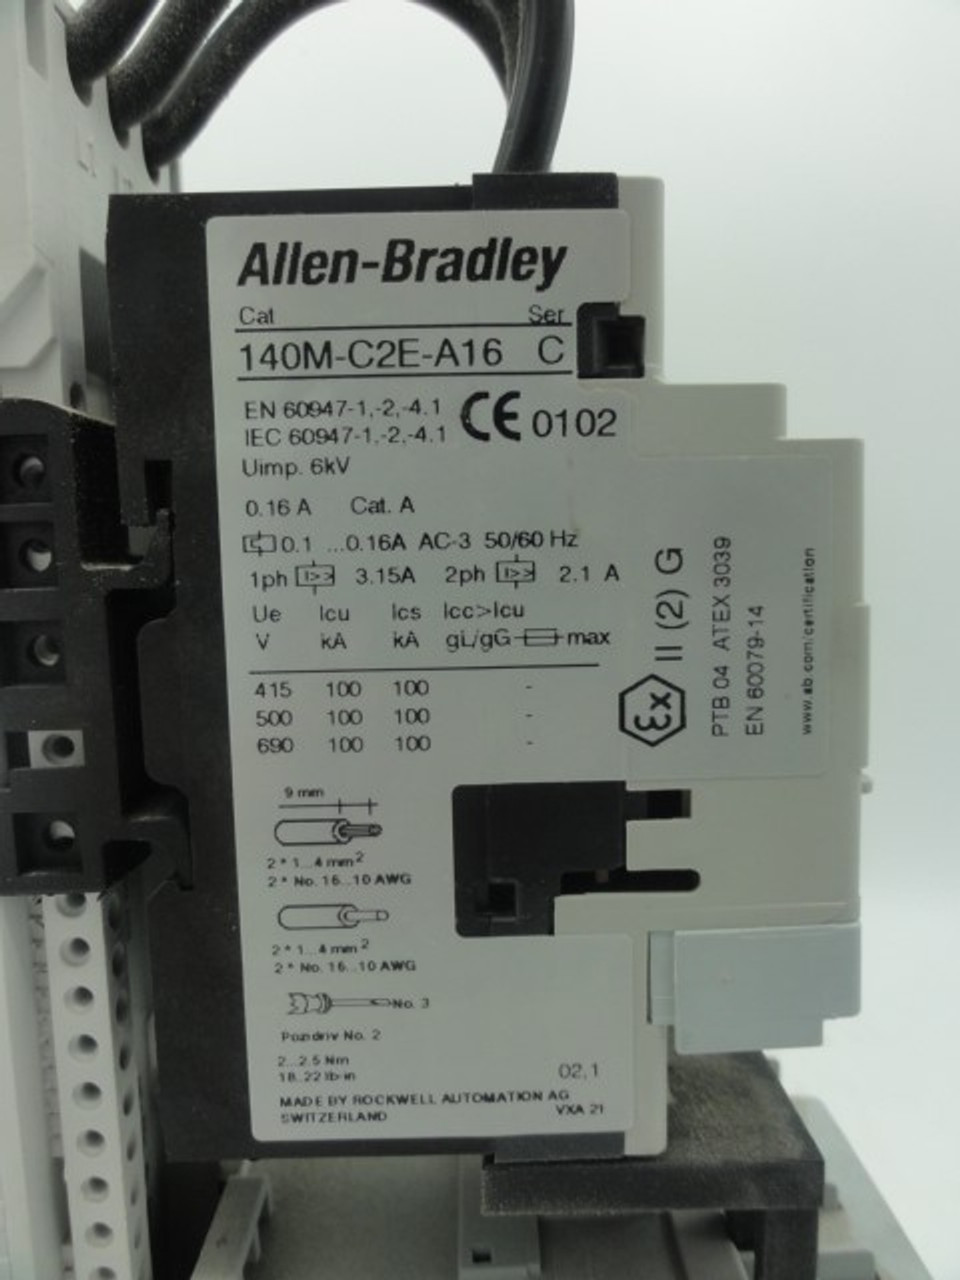 Allen-Bradley
Cat Ser
140M-C2E-A16 C
EN 60947-1,-2,-4.1
IEC 60947-1,-2,-4.1
CE 0102
Uimp. 6kV
0.16 A Cat. A
0.1 ...0.16A AC-3 50/60 Hz
1ph I>> 3.15A 2ph I>> 2.1 A
Ue Icu Ics Icc>Icu
V kA kA gL/gG max
415 100 100 -
500 100 100 -
690 100 100 -
9 mm
2 * 1...4 mm²
2 * No. 16...10 AWG
2 * 1...4 mm²
2 * No. 16...10 AWG
No. 3
Pozidriv No. 2
2...2.5 Nm
18..22 lb-in
02.1
MADE BY ROCKWELL AUTOMATION AG
SWITZERLAND VXA 21
Ex II (2) G
PTB 04 ATEX 3039
EN 60079-14
www.ab.com/certification